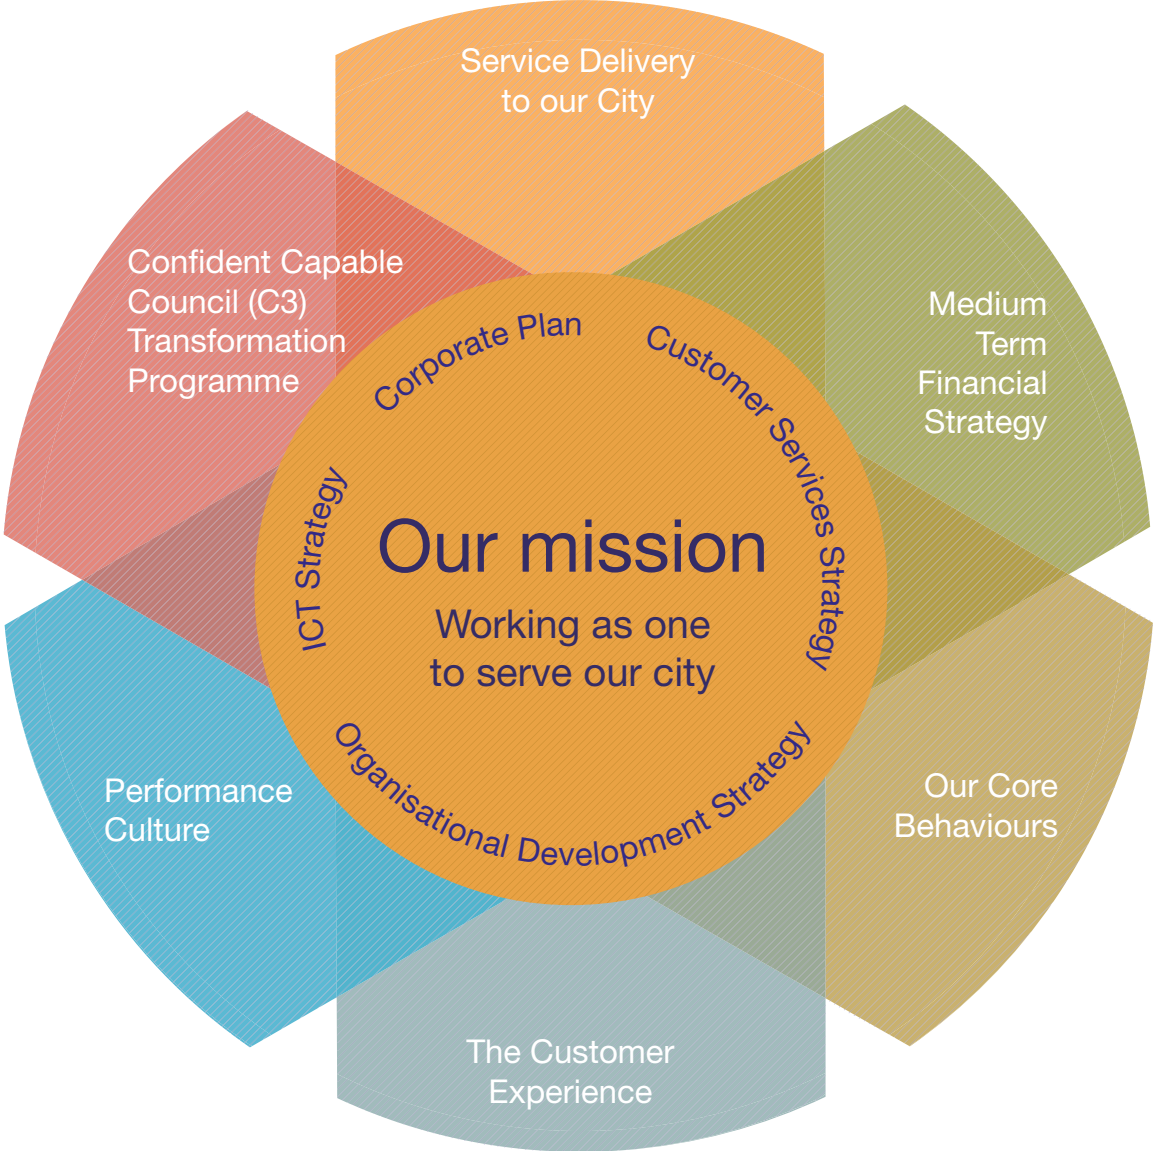 Service Delivery
to our City
Confident Capable
Council (C3)
Transformation
Programme
Medium
Term
Financial
Strategy
Corporate Plan
Customer Services Strategy
ICT Strategy
Our mission
Working as one
to serve our city
Organisational Development Strategy
Performance
Culture
Our Core
Behaviours
The Customer
Experience